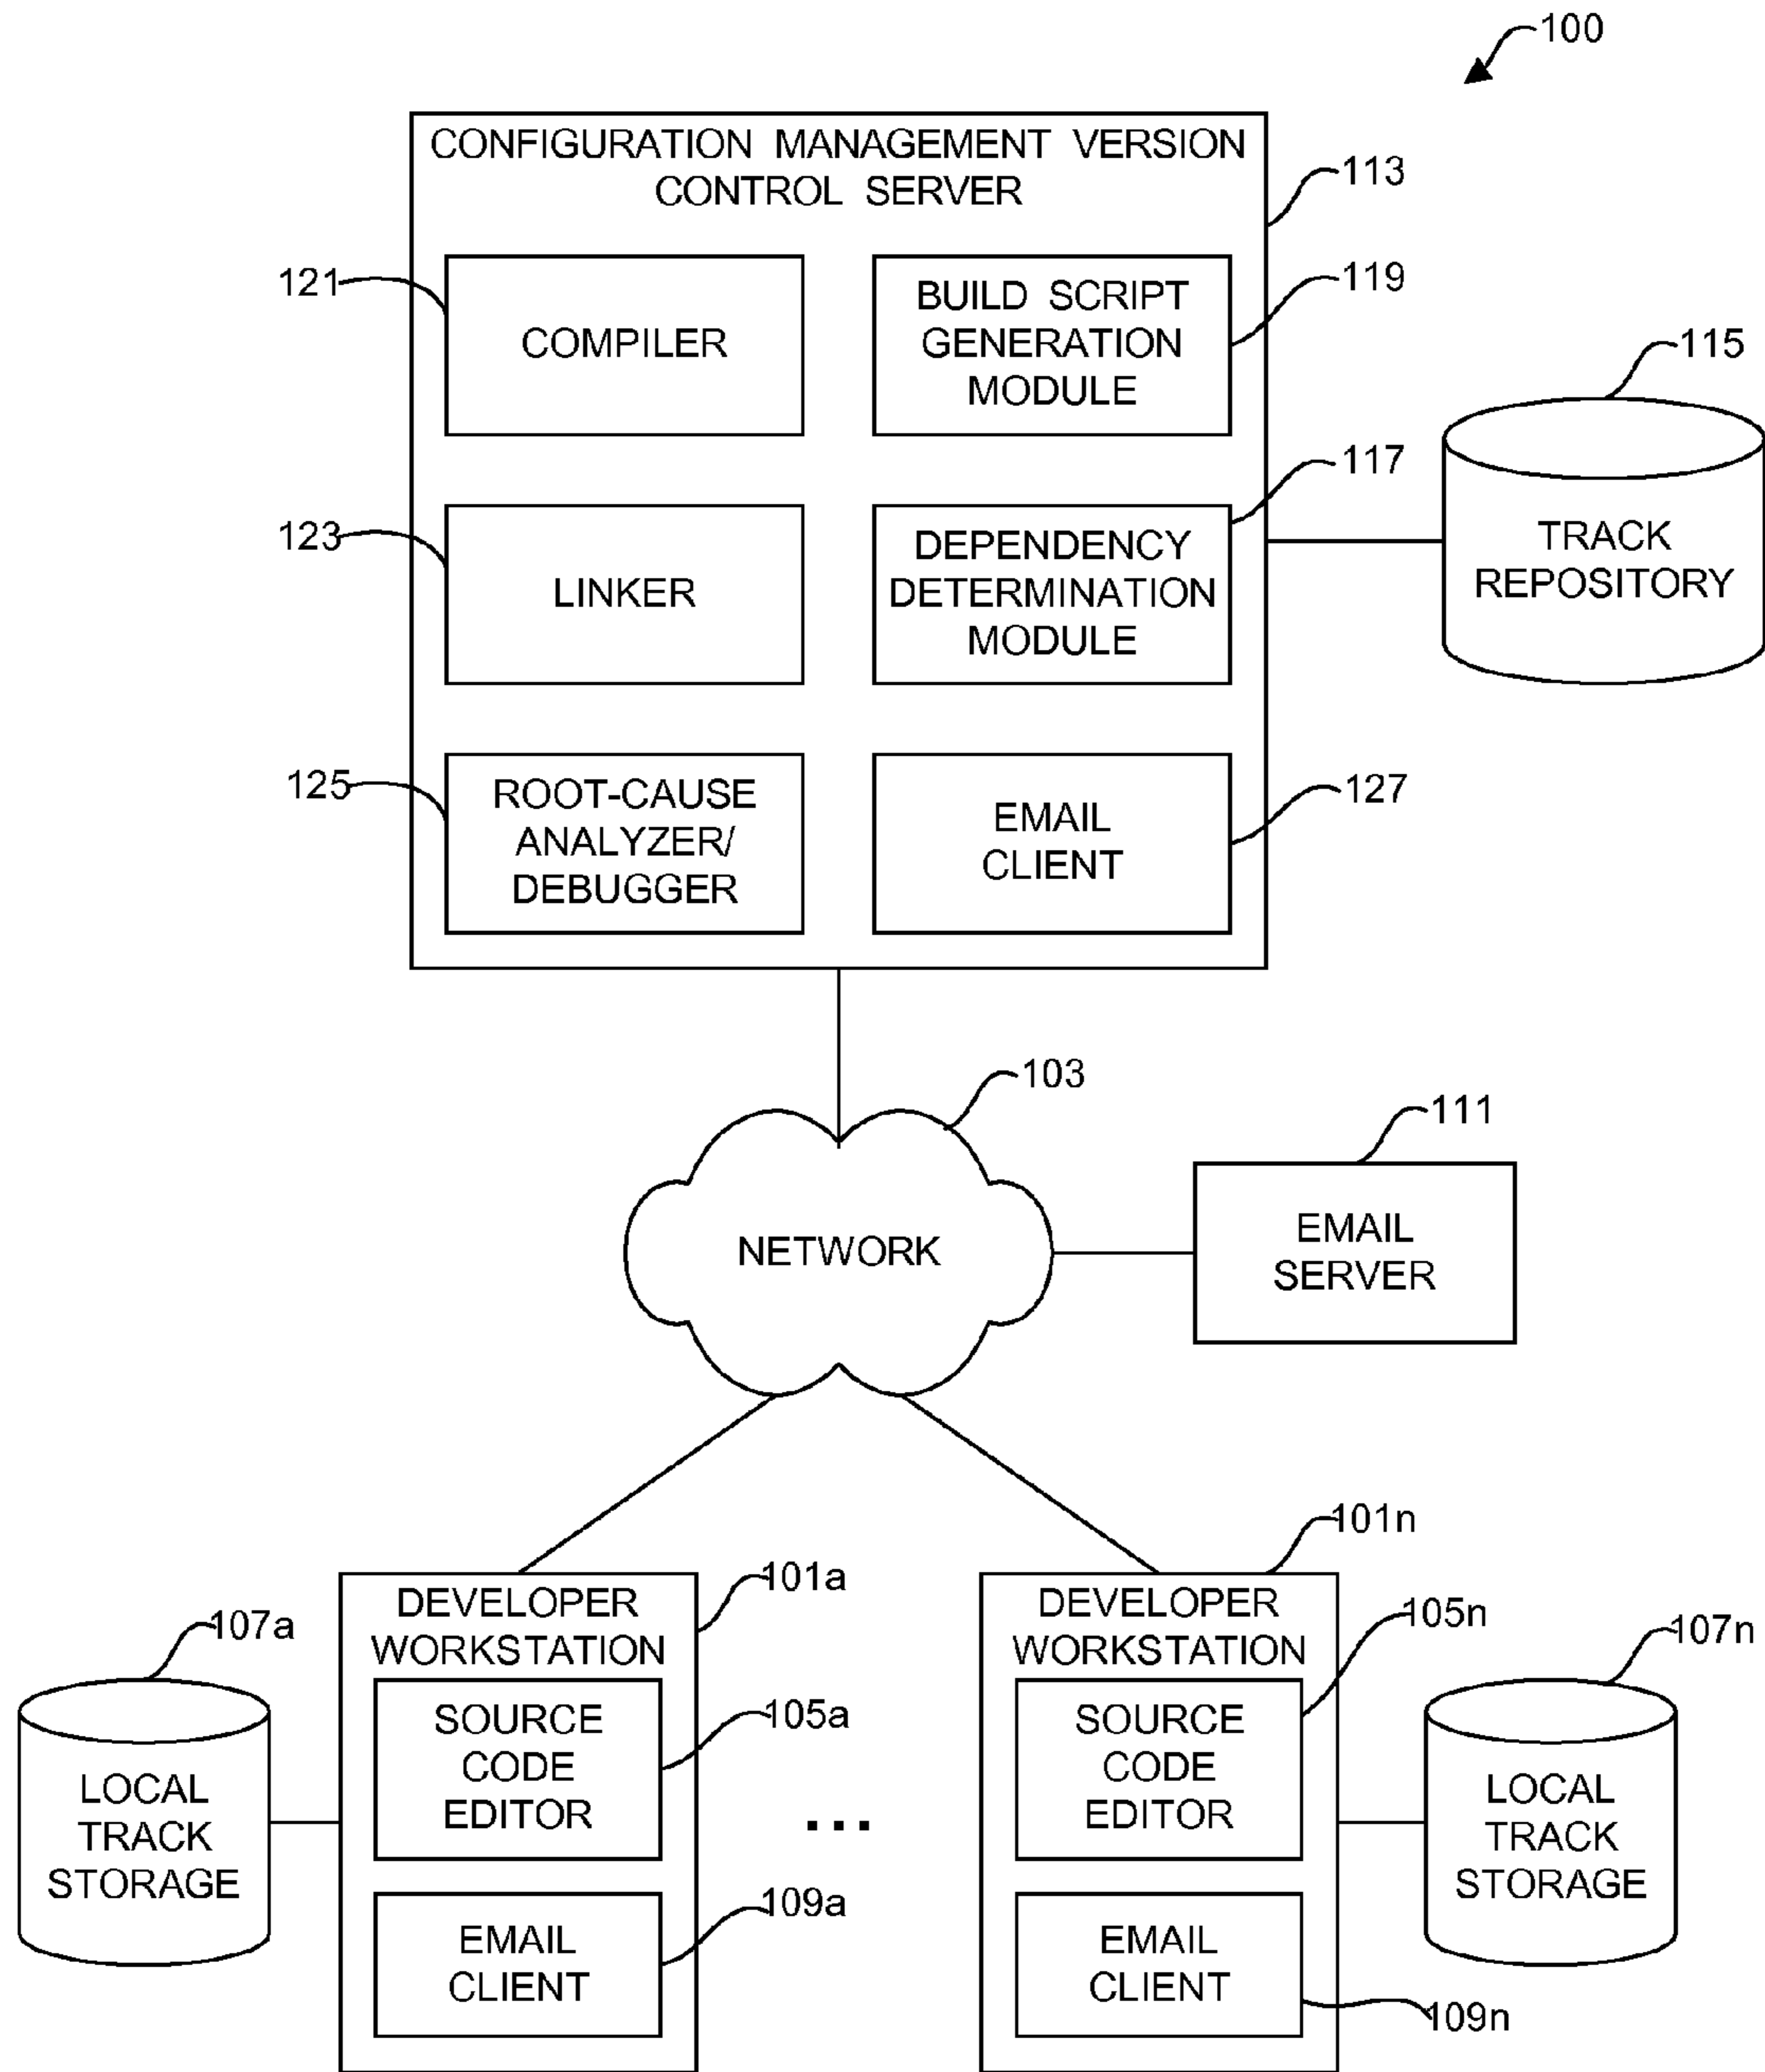 100
CONFIGURATION MANAGEMENT VERSION
CONTROL SERVER
113
121
COMPILER
BUILD SCRIPT
GENERATION
MODULE
119
115
TRACK
REPOSITORY
123
LINKER
DEPENDENCY
DETERMINATION
MODULE
117
125
ROOT-CAUSE
ANALYZER/
DEBUGGER
EMAIL
CLIENT
127
103
NETWORK
111
EMAIL
SERVER
101a
DEVELOPER
WORKSTATION
107a
LOCAL
TRACK
STORAGE
SOURCE
CODE
EDITOR
105a
EMAIL
CLIENT
109a
...
101n
DEVELOPER
WORKSTATION
SOURCE
CODE
EDITOR
105n
107n
LOCAL
TRACK
STORAGE
EMAIL
CLIENT
109n